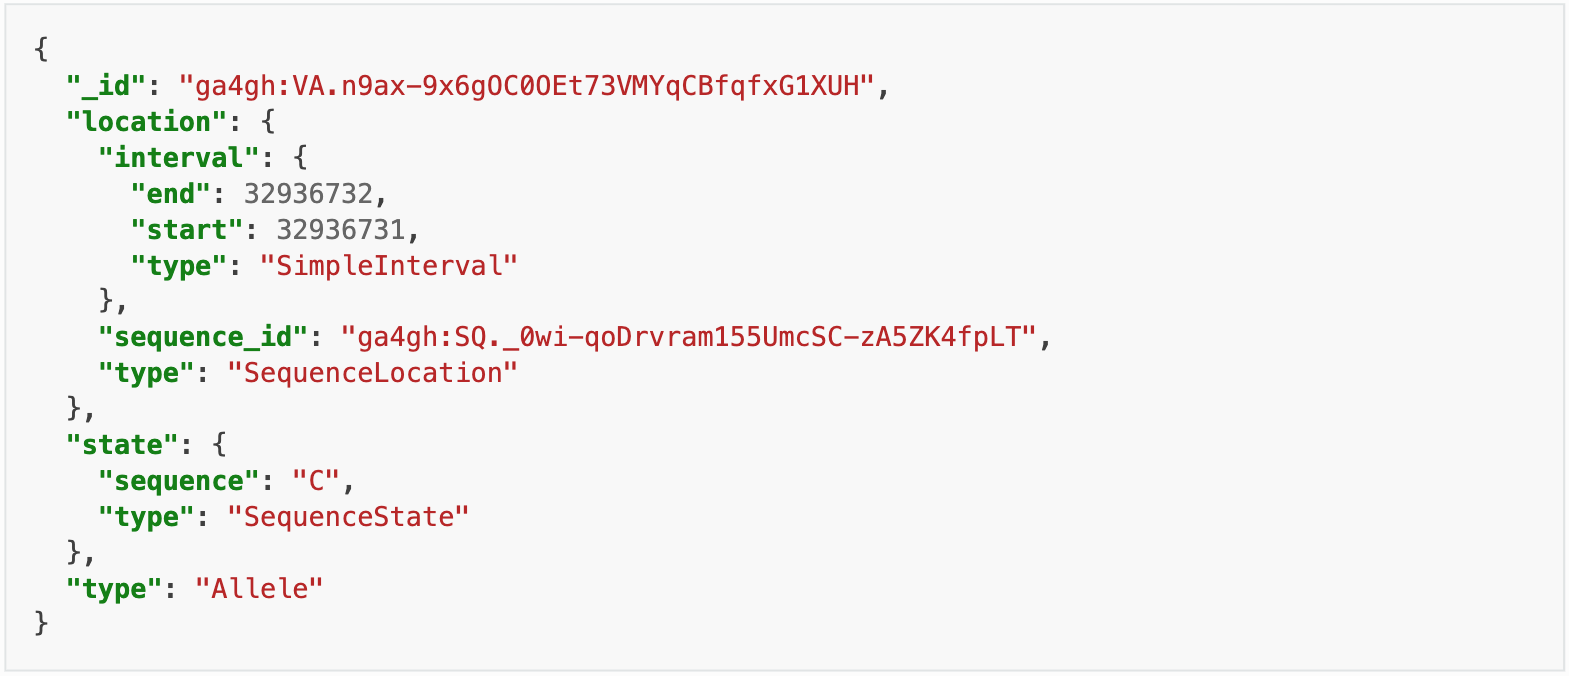 {
  "_id": "ga4gh:VA.n9ax-9x6gOC0OEt73VMYqCBfqfxG1XUH",
  "location": {
    "interval": {
      "end": 32936732,
      "start": 32936731,
      "type": "SimpleInterval"
    },
    "sequence_id": "ga4gh:SQ._0wi-qoDrvram155UmcSC-zA5ZK4fpLT",
    "type": "SequenceLocation"
  },
  "state": {
    "sequence": "C",
    "type": "SequenceState"
  },
  "type": "Allele"
}